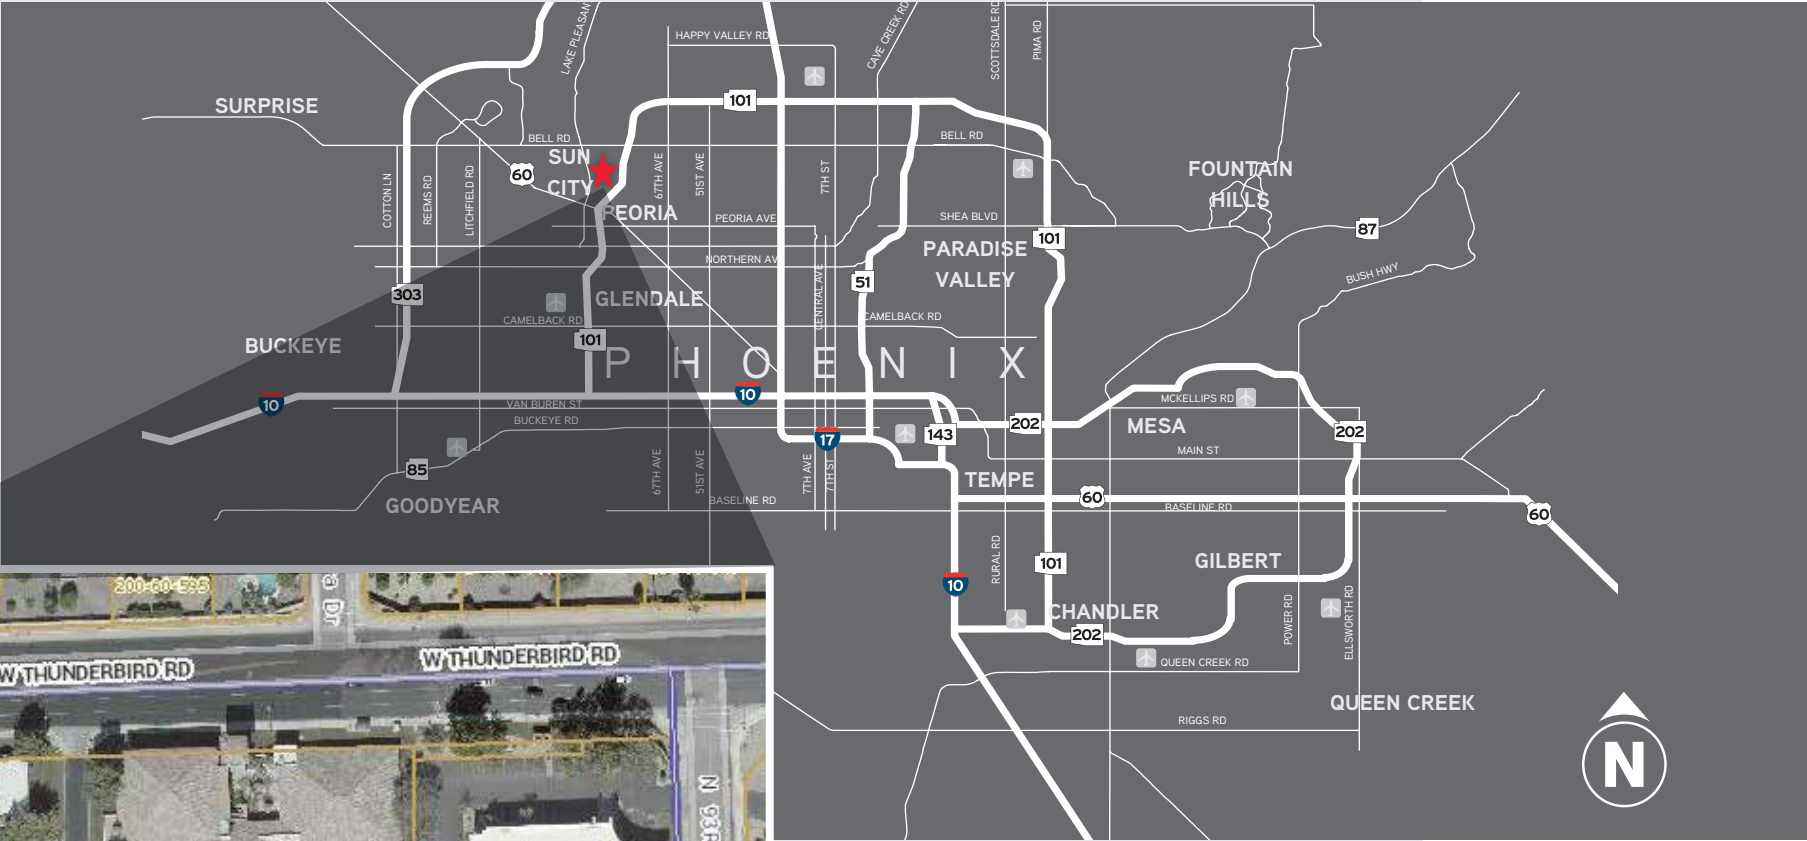 LAKE PLEASANT
HAPPY VALLEY RD
CAVE CREEK RD
SCOTTSDALE RD
PIMA RD
SURPRISE
101
BELL RD
BELL RD
SUN
CITY
60
COTTON LN
REEMS RD
LITCHFIELD RD
67TH AVE
51ST AVE
7TH ST
FOUNTAIN
HILLS
PEORIA
PEORIA AVE
SHEA BLVD
87
101
PARADISE
VALLEY
NORTHERN AV
BUSH HWY
303
GLENDALE
51
CENTRAL AVE
CAMELBACK RD
CAMELBACK RD
101
BUCKEYE
PHOENIX
10
10
VAN BUREN ST
BUCKEYE RD
MCKELLIPS RD
202
MESA
202
143
17
MAIN ST
85
67TH AVE
51ST AVE
7TH AVE
7TH ST
TEMPE
GOODYEAR
BASELINE RD
60
BASELINE RD
60
RURAL RD
101
GILBERT
10
CHANDLER
202
POWER RD
ELLSWORTH RD
QUEEN CREEK RD
QUEEN CREEK
RIGGS RD
N
200-60-595
a Dr
W THUNDERBIRD RD
W THUNDERBIRD RD
N 93R